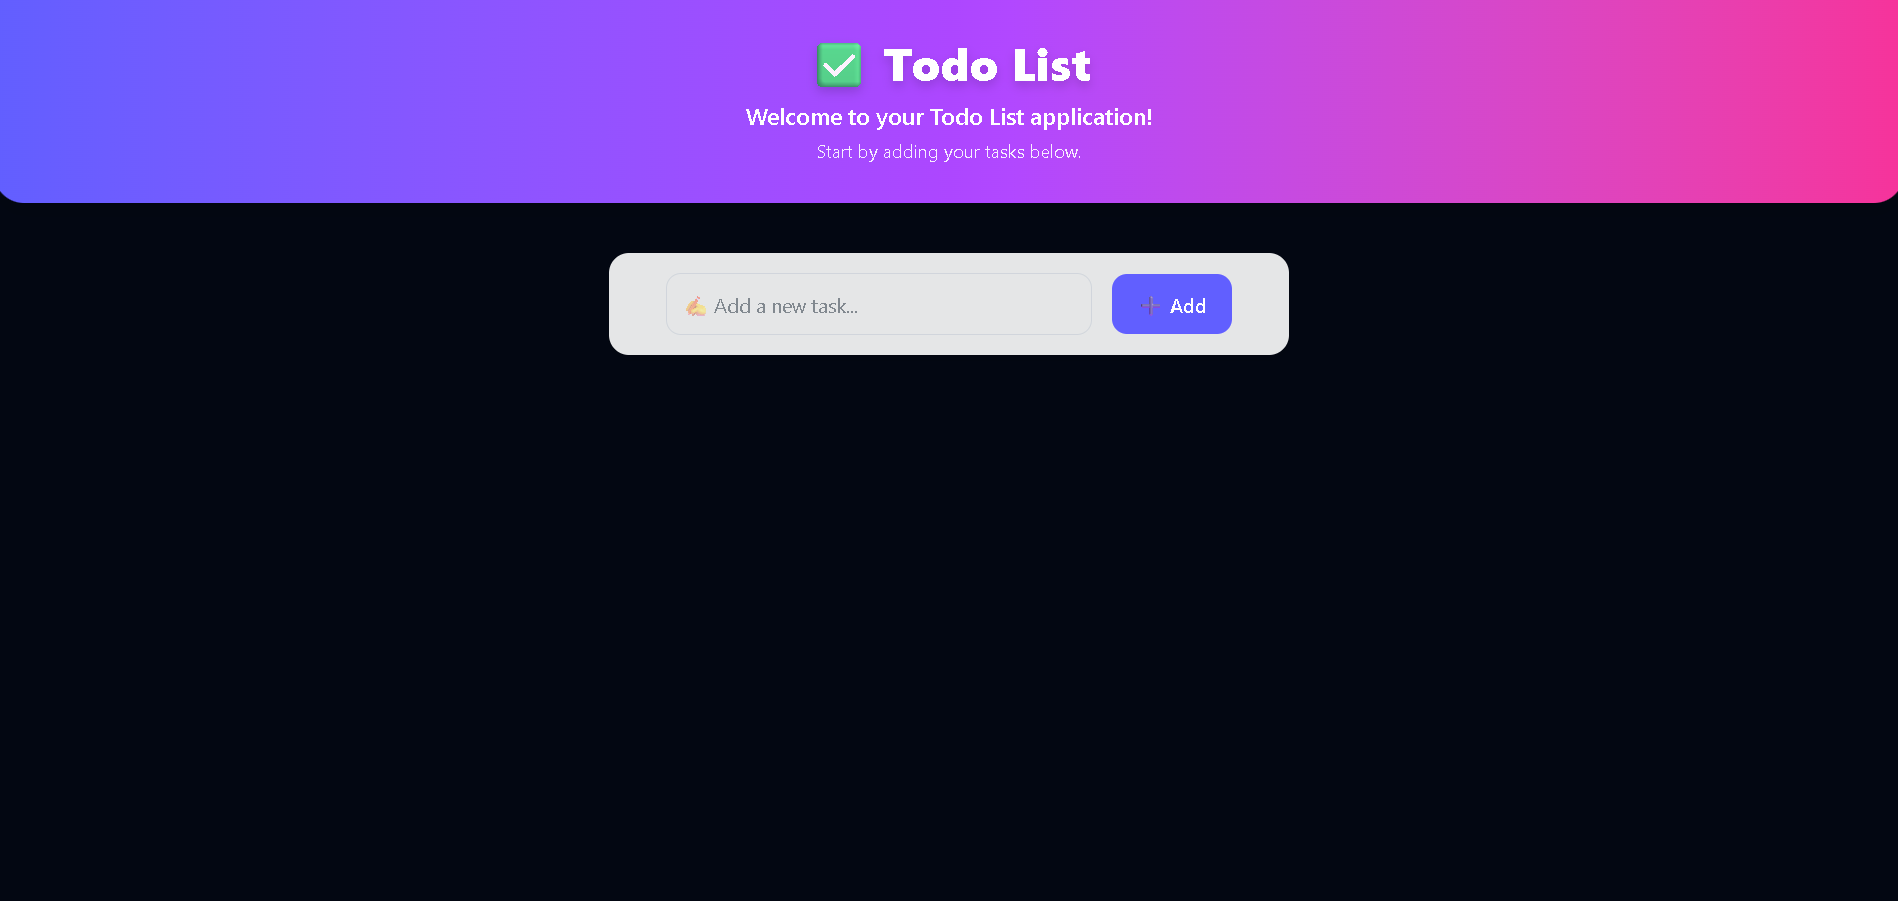 ✅ Todo List
Welcome to your Todo List application!
Start by adding your tasks below.
✍️ Add a new task...
➕ Add